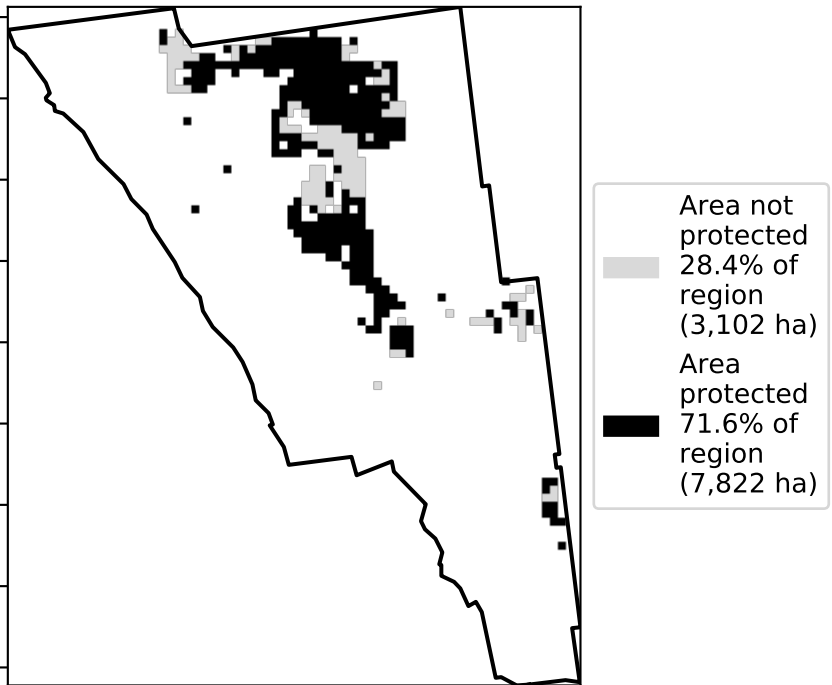 Area not
protected
28.4% of
region
(3,102 ha)
Area
protected
71.6% of
region
(7,822 ha)